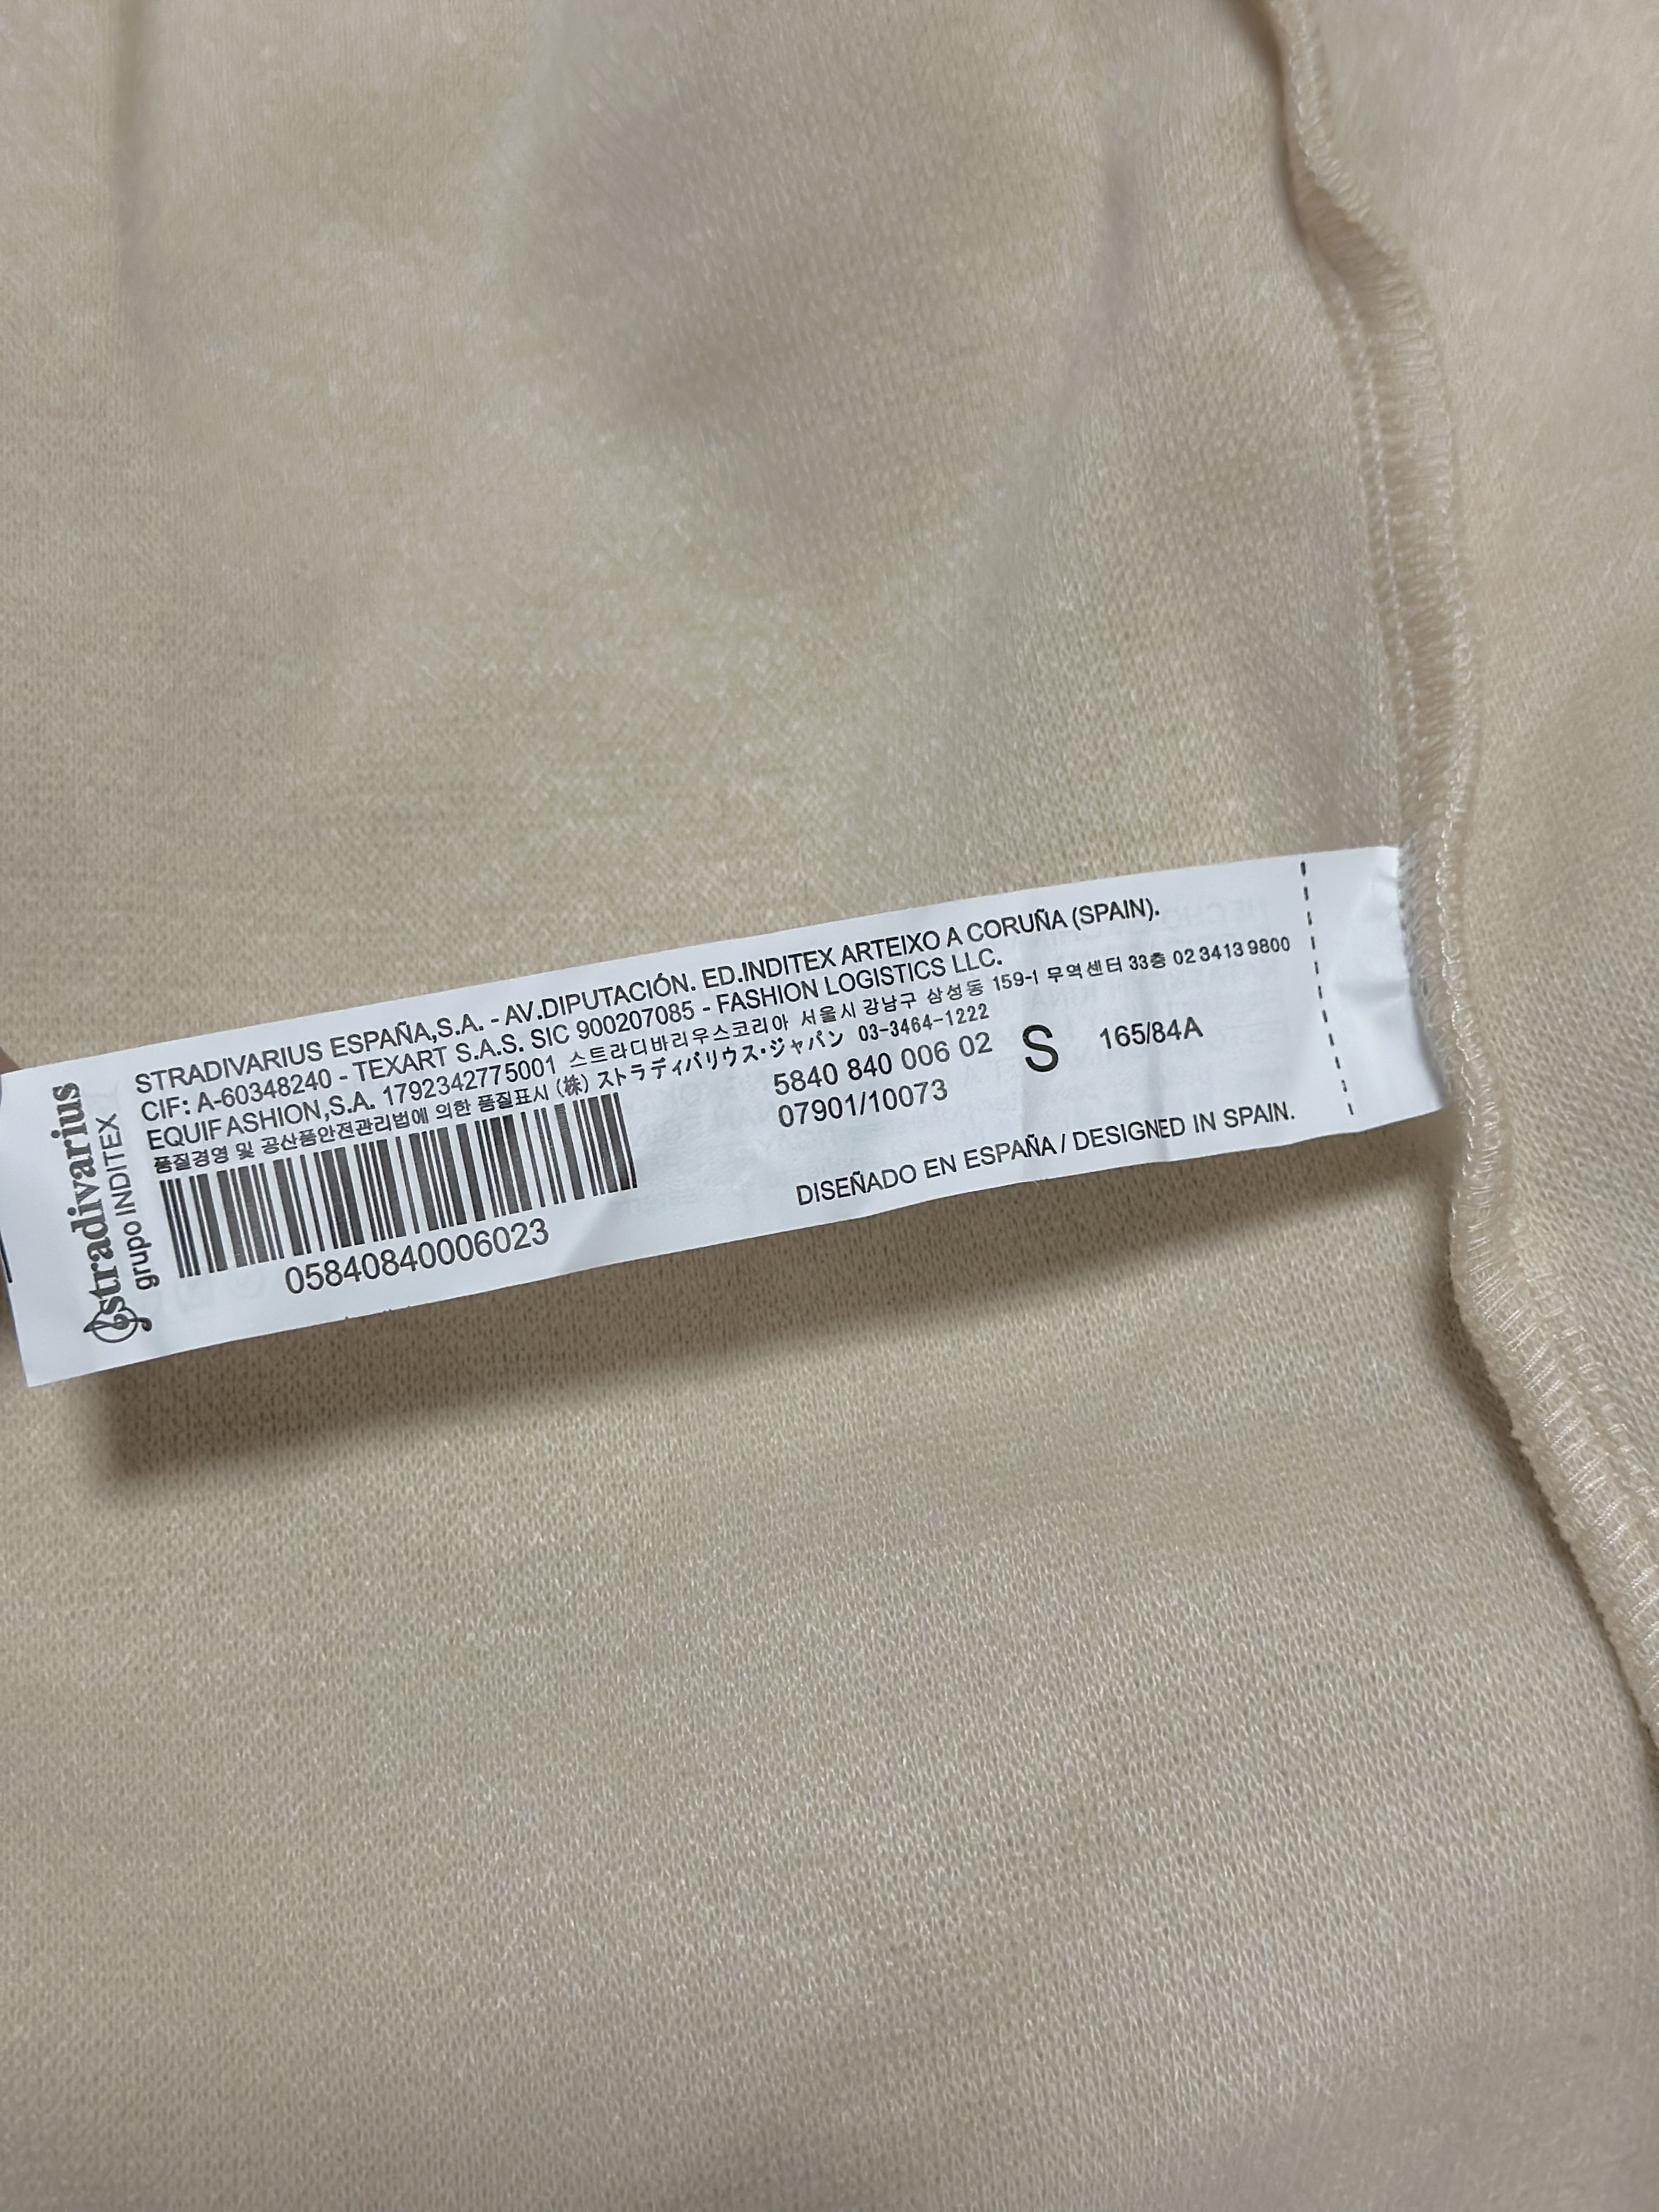 stradivarius
grupo INDITEX
STRADIVARIUS ESPAÑA,S.A. - AV.DIPUTACIÓN. ED.INDITEX ARTEIXO A CORUÑA (SPAIN).
CIF: A-60348240 - TEXART S.A.S. SIC 900207085 - FASHION LOGISTICS LLC.
EQUIFASHION,S.A. 1792342775001 스트라디바리우스코리아 서울시 강남구 삼성동 159-1 무역센터 33층 02 3413 9800
품질경영 및 공산품안전관리법에 의한 품질표시 (株) ストラディバリウス・ジャパン 03-3464-1222
5840 840 006 02 S 165/84A
07901/10073
05840840006023
DISEÑADO EN ESPAÑA / DESIGNED IN SPAIN.